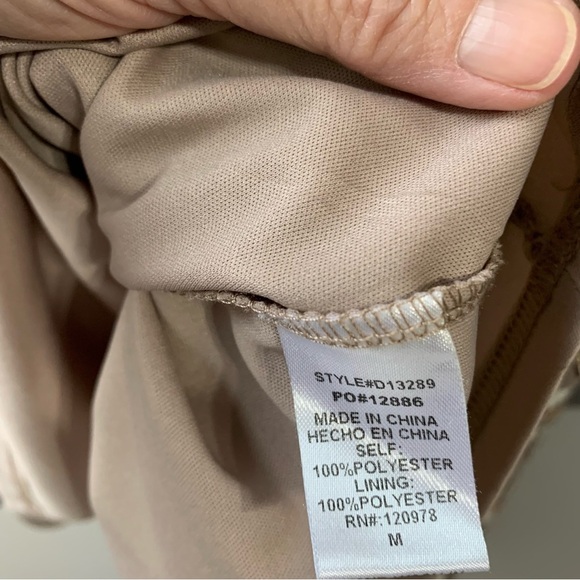 STYLE#D13289
PO#12886
MADE IN CHINA
HECHO EN CHINA
SELF:
100%POLYESTER
LINING:
100%POLYESTER
RN#:120978
M